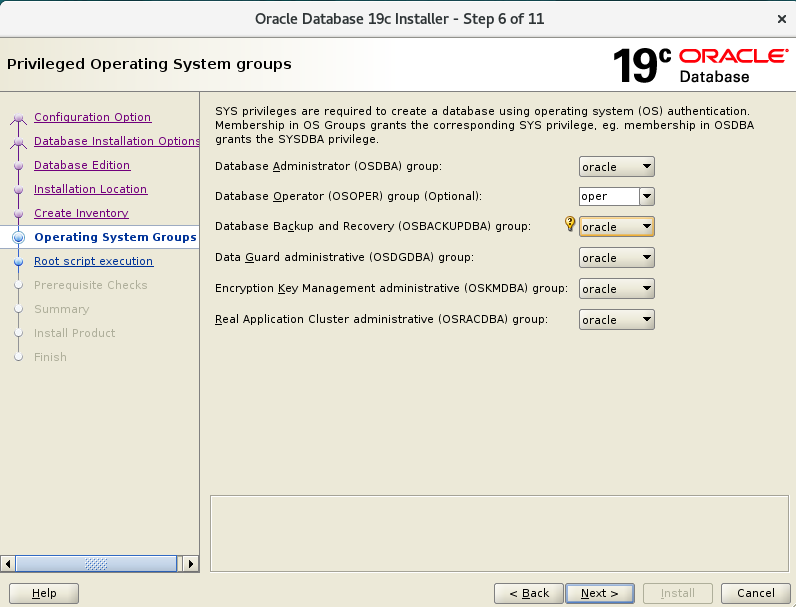 Oracle Database 19c Installer - Step 6 of 11
Privileged Operating System groups
19c ORACLE
Database
Configuration Option
Database Installation Options
Database Edition
Installation Location
Create Inventory
Operating System Groups
Root script execution
Prerequisite Checks
Summary
Install Product
Finish
SYS privileges are required to create a database using operating system (OS) authentication.
Membership in OS Groups grants the corresponding SYS privilege, eg. membership in OSDBA
grants the SYSDBA privilege.
Database Administrator (OSDBA) group: oracle
Database Operator (OSOPER) group (Optional): oper
Database Backup and Recovery (OSBACKUPDBA) group: oracle
Data Guard administrative (OSDGDBA) group: oracle
Encryption Key Management administrative (OSKMDBA) group: oracle
Real Application Cluster administrative (OSRACDBA) group: oracle
Help < Back Next > Install Cancel